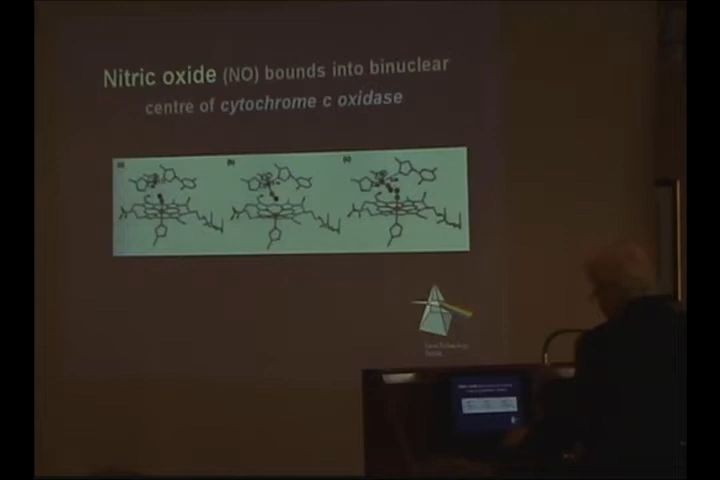 Nitric oxide (NO) bounds into binuclear
centre of cytochrome c oxidase
(a) (b) (c)